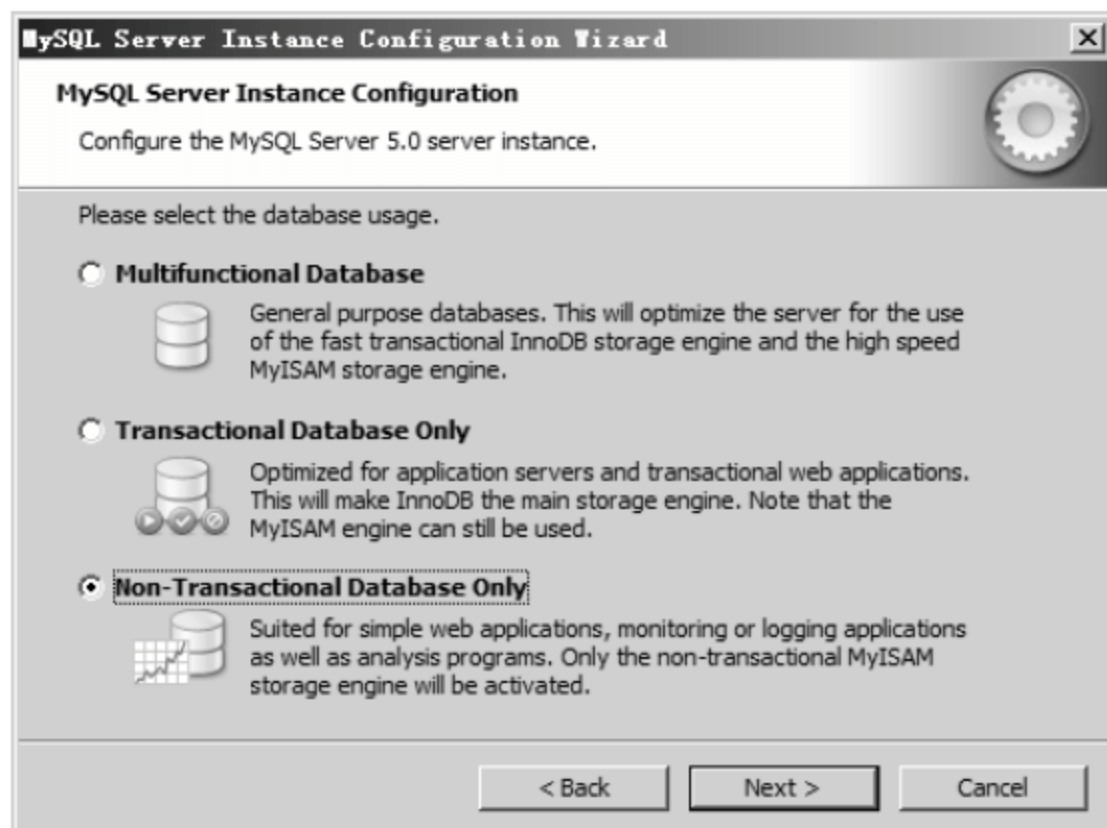 MySQL Server Instance Configuration Wizard
MySQL Server Instance Configuration
Configure the MySQL Server 5.0 server instance.
Please select the database usage.
Multifunctional Database
General purpose databases. This will optimize the server for the use
of the fast transactional InnoDB storage engine and the high speed
MyISAM storage engine.
Transactional Database Only
Optimized for application servers and transactional web applications.
This will make InnoDB the main storage engine. Note that the
MyISAM engine can still be used.
Non-Transactional Database Only
Suited for simple web applications, monitoring or logging applications
as well as analysis programs. Only the non-transactional MyISAM
storage engine will be activated.
< Back
Next >
Cancel